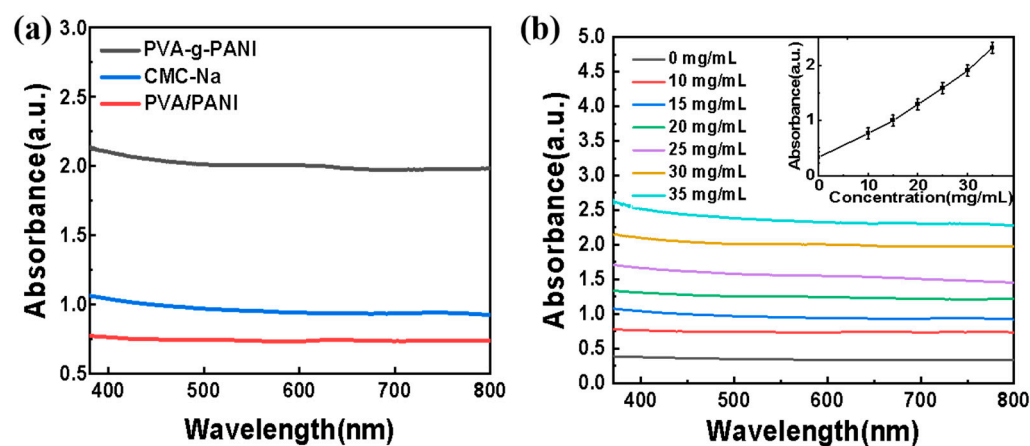 (a)
3.0
2.5
2.0
1.5
1.0
0.5
Absorbance(a.u.)
PVA-g-PANI
CMC-Na
PVA/PANI
400 500 600 700 800
Wavelength(nm)
(b)
5.0
4.5
4.0
3.5
3.0
2.5
2.0
1.5
1.0
0.5
0.0
Absorbance(a.u.)
0 mg/mL
10 mg/mL
15 mg/mL
20 mg/mL
25 mg/mL
30 mg/mL
35 mg/mL
Absorbance(a.u.)
2
1
0
0 10 20 30
Concentration(mg/mL)
400 500 600 700 800
Wavelength(nm)